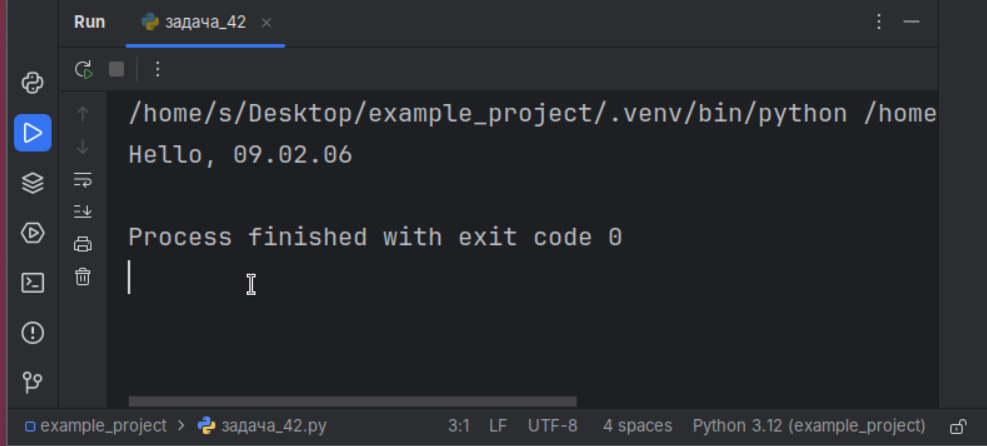 Run задача_42
/home/s/Desktop/example_project/.venv/bin/python /home
Hello, 09.02.06
Process finished with exit code 0
example_project > задача_42.py 3:1 LF UTF-8 4 spaces Python 3.12 (example_project)